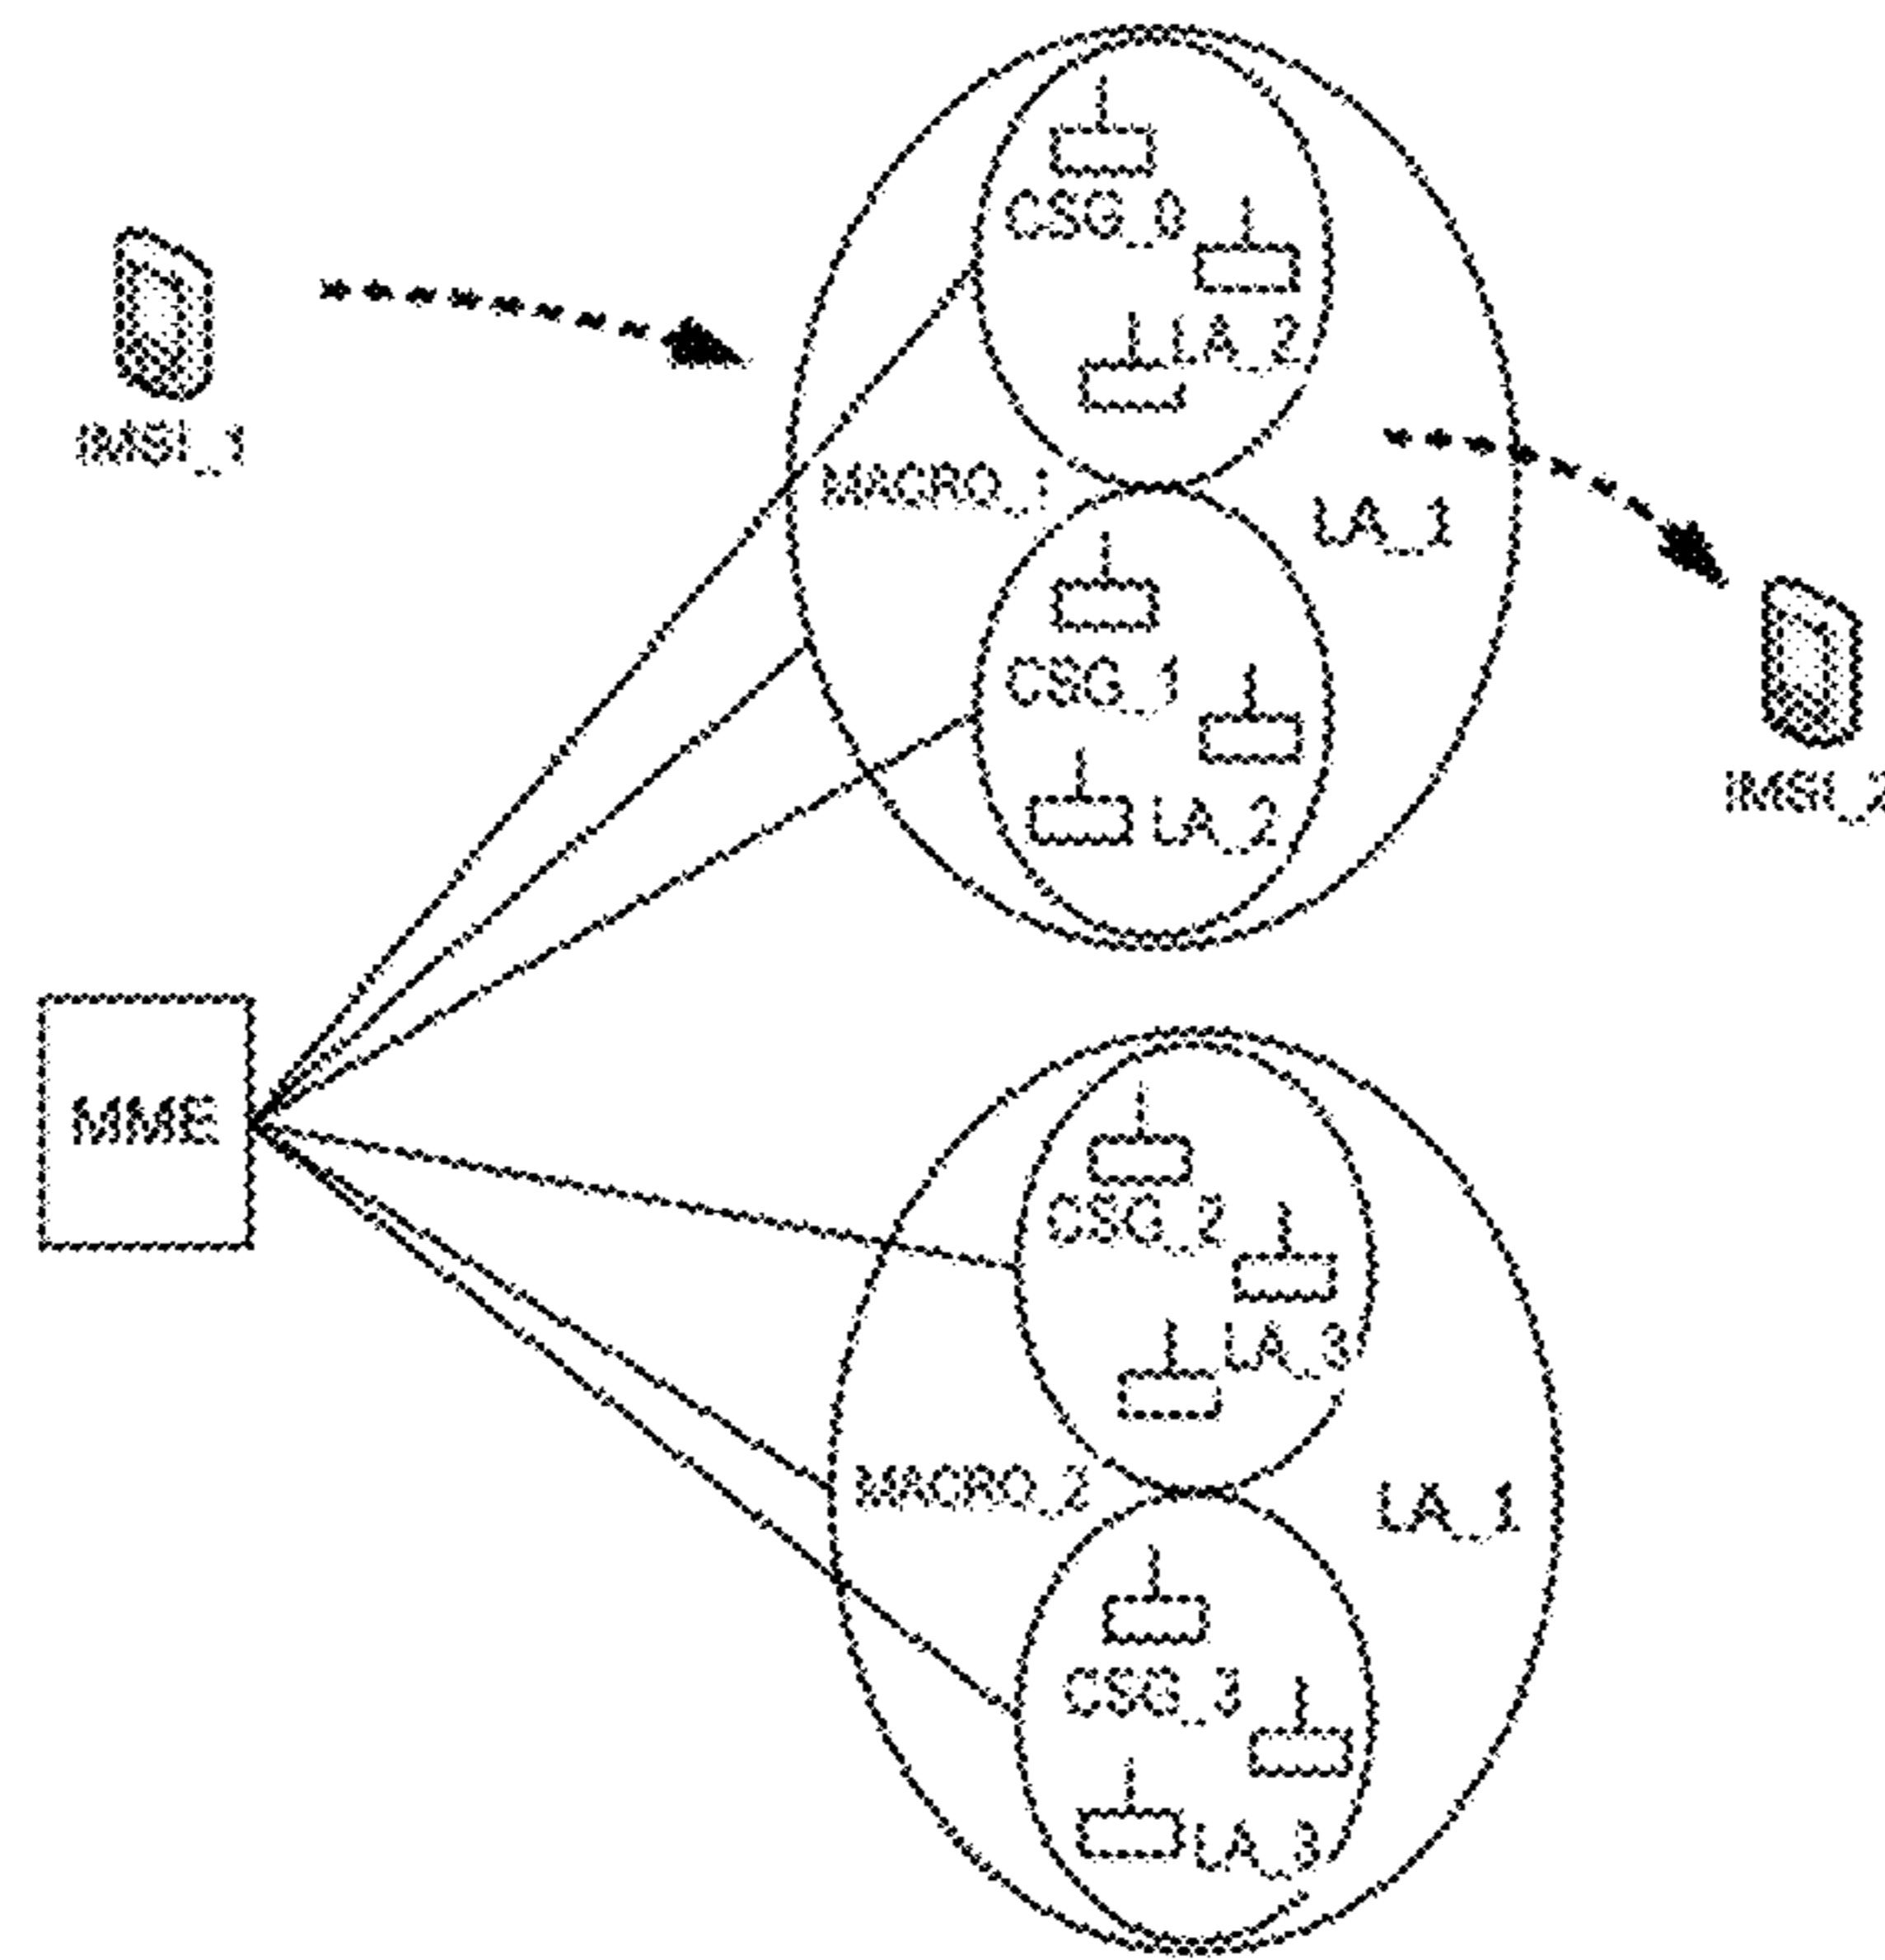 CSG_0
LA_2
IMSI_1
MACRO_1
LA_1
CSG_1
IMSI_2
LA_2
MME
CSG_2
LA_3
MACRO_2
LA_1
CSG_3
LA_3